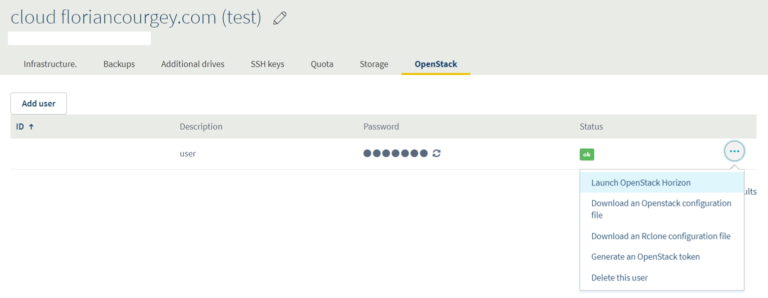 cloud floriancourgey.com (test)
Infrastructure. Backups Additional drives SSH keys Quota Storage OpenStack
Add user
ID ↑ Description Password Status
user ●●●●●●● ok ···
Launch OpenStack Horizon
Download an Openstack configuration
file
Download an Rclone configuration file
Generate an OpenStack token
Delete this user